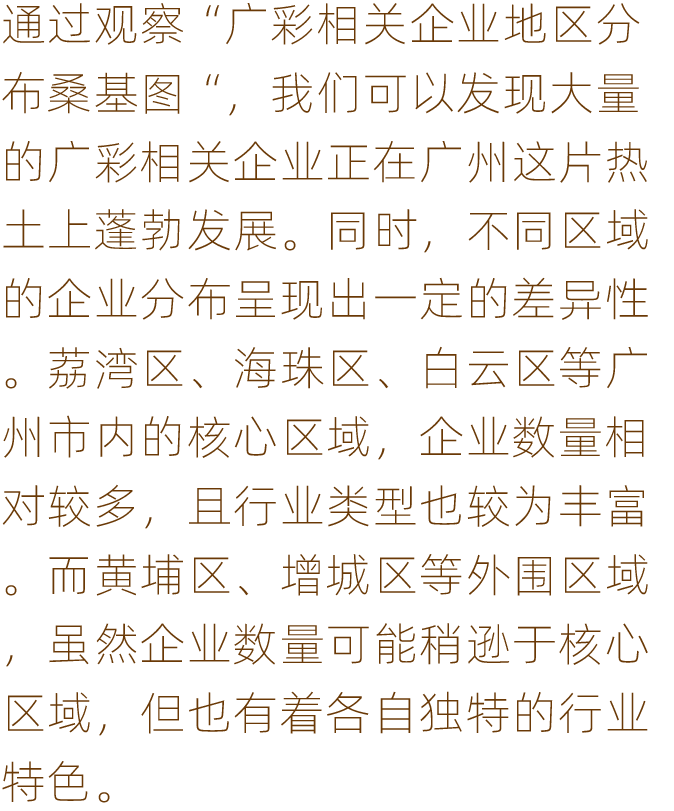 通过观察“广彩相关企业地区分
布桑基图“，我们可以发现大量
的广彩相关企业正在广州这片热
土上蓬勃发展。同时，不同区域
的企业分布呈现出一定的差异性
。荔湾区、海珠区、白云区等广
州市内的核心区域，企业数量相
对较多，且行业类型也较为丰富
。而黄埔区、增城区等外围区域
，虽然企业数量可能稍逊于核心
区域，但也有着各自独特的行业
特色。